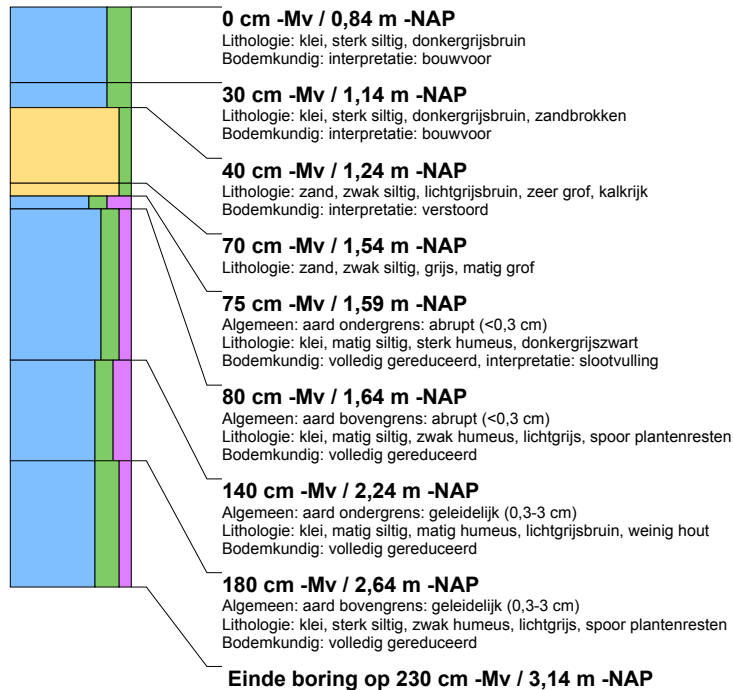 0 cm -Mv / 0,84 m -NAP
Lithologie: klei, sterk siltig, donkergrijsbruin
Bodemkundig: interpretatie: bouwvoor
30 cm -Mv / 1,14 m -NAP
Lithologie: klei, sterk siltig, donkergrijsbruin, zandbrokken
Bodemkundig: interpretatie: bouwvoor
40 cm -Mv / 1,24 m -NAP
Lithologie: zand, zwak siltig, lichtgrijsbruin, zeer grof, kalkrijk
Bodemkundig: interpretatie: verstoord
70 cm -Mv / 1,54 m -NAP
Lithologie: zand, zwak siltig, grijs, matig grof
75 cm -Mv / 1,59 m -NAP
Algemeen: aard ondergrens: abrupt (<0,3 cm)
Lithologie: klei, matig siltig, sterk humeus, donkergrijszwart
Bodemkundig: volledig gereduceerd, interpretatie: slootvulling
80 cm -Mv / 1,64 m -NAP
Algemeen: aard bovengrens: abrupt (<0,3 cm)
Lithologie: klei, matig siltig, zwak humeus, lichtgrijs, spoor plantenresten
Bodemkundig: volledig gereduceerd
140 cm -Mv / 2,24 m -NAP
Algemeen: aard ondergrens: geleidelijk (0,3-3 cm)
Lithologie: klei, matig siltig, matig humeus, lichtgrijsbruin, weinig hout
Bodemkundig: volledig gereduceerd
180 cm -Mv / 2,64 m -NAP
Algemeen: aard bovengrens: geleidelijk (0,3-3 cm)
Lithologie: klei, sterk siltig, zwak humeus, lichtgrijs, spoor plantenresten
Bodemkundig: volledig gereduceerd
Einde boring op 230 cm -Mv / 3,14 m -NAP